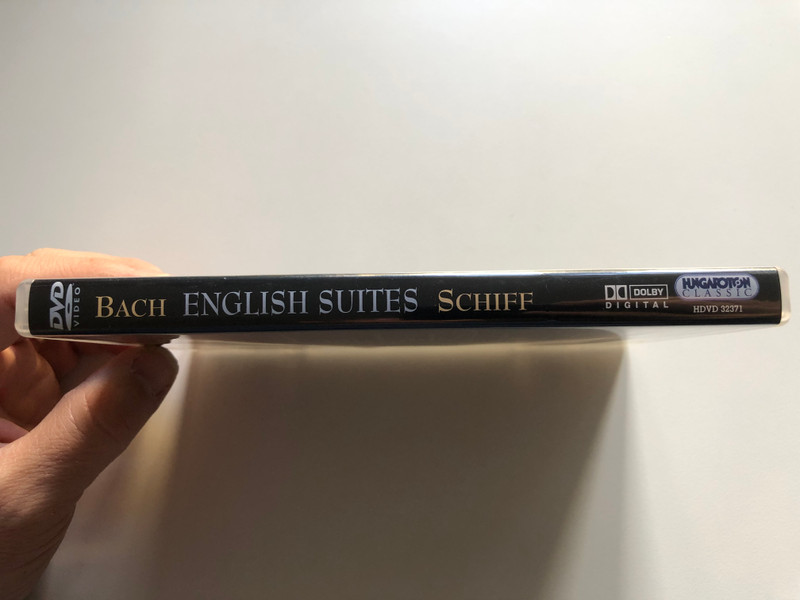 DVD
VIDEO
BACH ENGLISH SUITES SCHIFF
DOLBY
DIGITAL
HUNGAROTON
CLASSIC
HDVD 32371